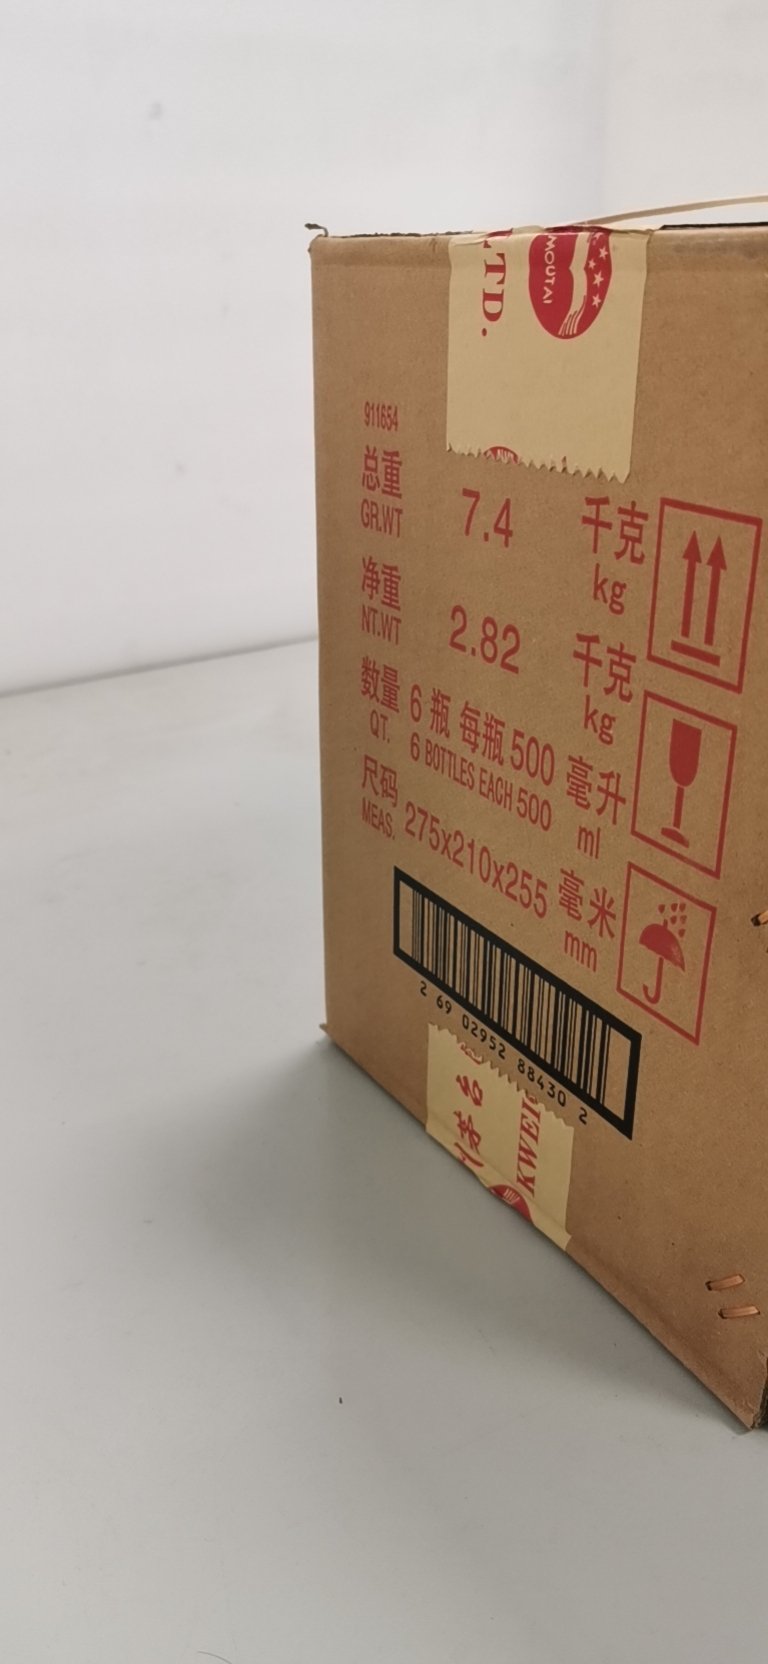 LTD.
MOUTAI
911654
总重 7.4 千克
GR.WT kg
净重 2.82 千克
NT.WT kg
数量 6 瓶 每瓶 500 毫升
QT. 6 BOTTLES EACH 500 ml
尺码 275x210x255 毫米
MEAS. mm
2 69 02952 88430 2
KWEI